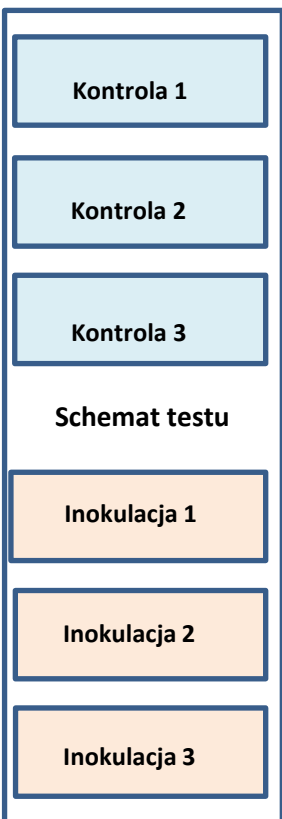 Kontrola 1
Kontrola 2
Kontrola 3
Schemat testu
Inokulacja 1
Inokulacja 2
Inokulacja 3